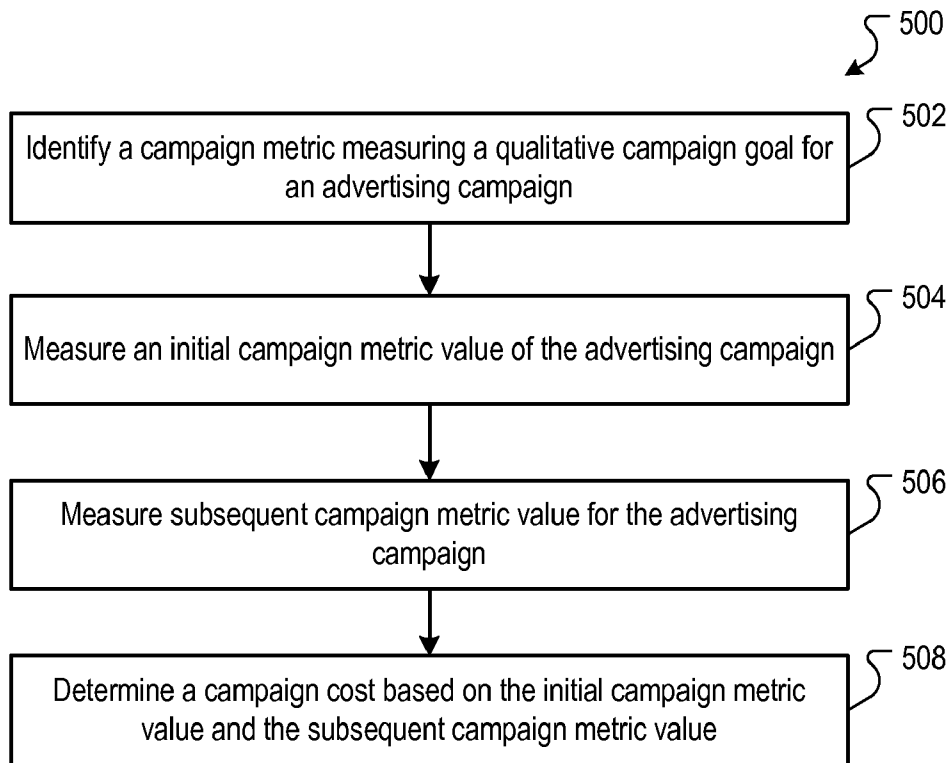 500
502
Identify a campaign metric measuring a qualitative campaign goal for
an advertising campaign
504
Measure an initial campaign metric value of the advertising campaign
506
Measure subsequent campaign metric value for the advertising
campaign
508
Determine a campaign cost based on the initial campaign metric
value and the subsequent campaign metric value